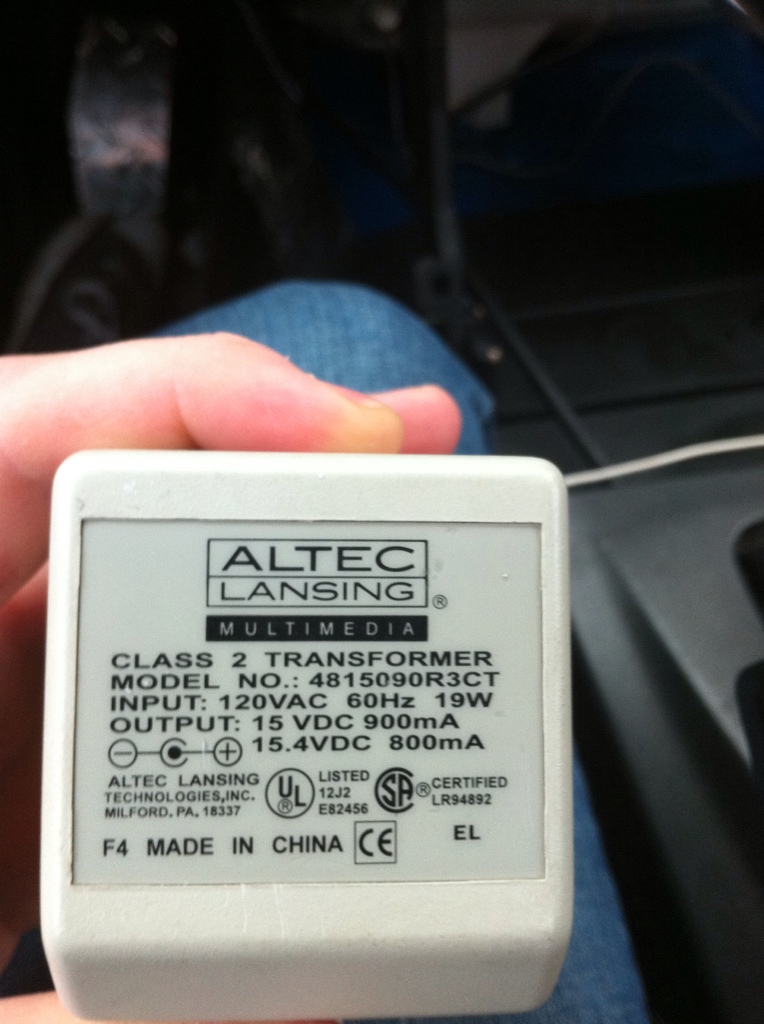 ALTEC
LANSING ®
MULTIMEDIA
CLASS 2 TRANSFORMER
MODEL NO.: 4815090R3CT
INPUT: 120VAC 60Hz 19W
OUTPUT: 15 VDC 900mA
15.4VDC 800mA
ALTEC LANSING
TECHNOLOGIES,INC.
MILFORD, PA. 18337
UL ®
LISTED
12J2
E82456
SA ®
CERTIFIED
LR94892
F4 MADE IN CHINA CE
EL